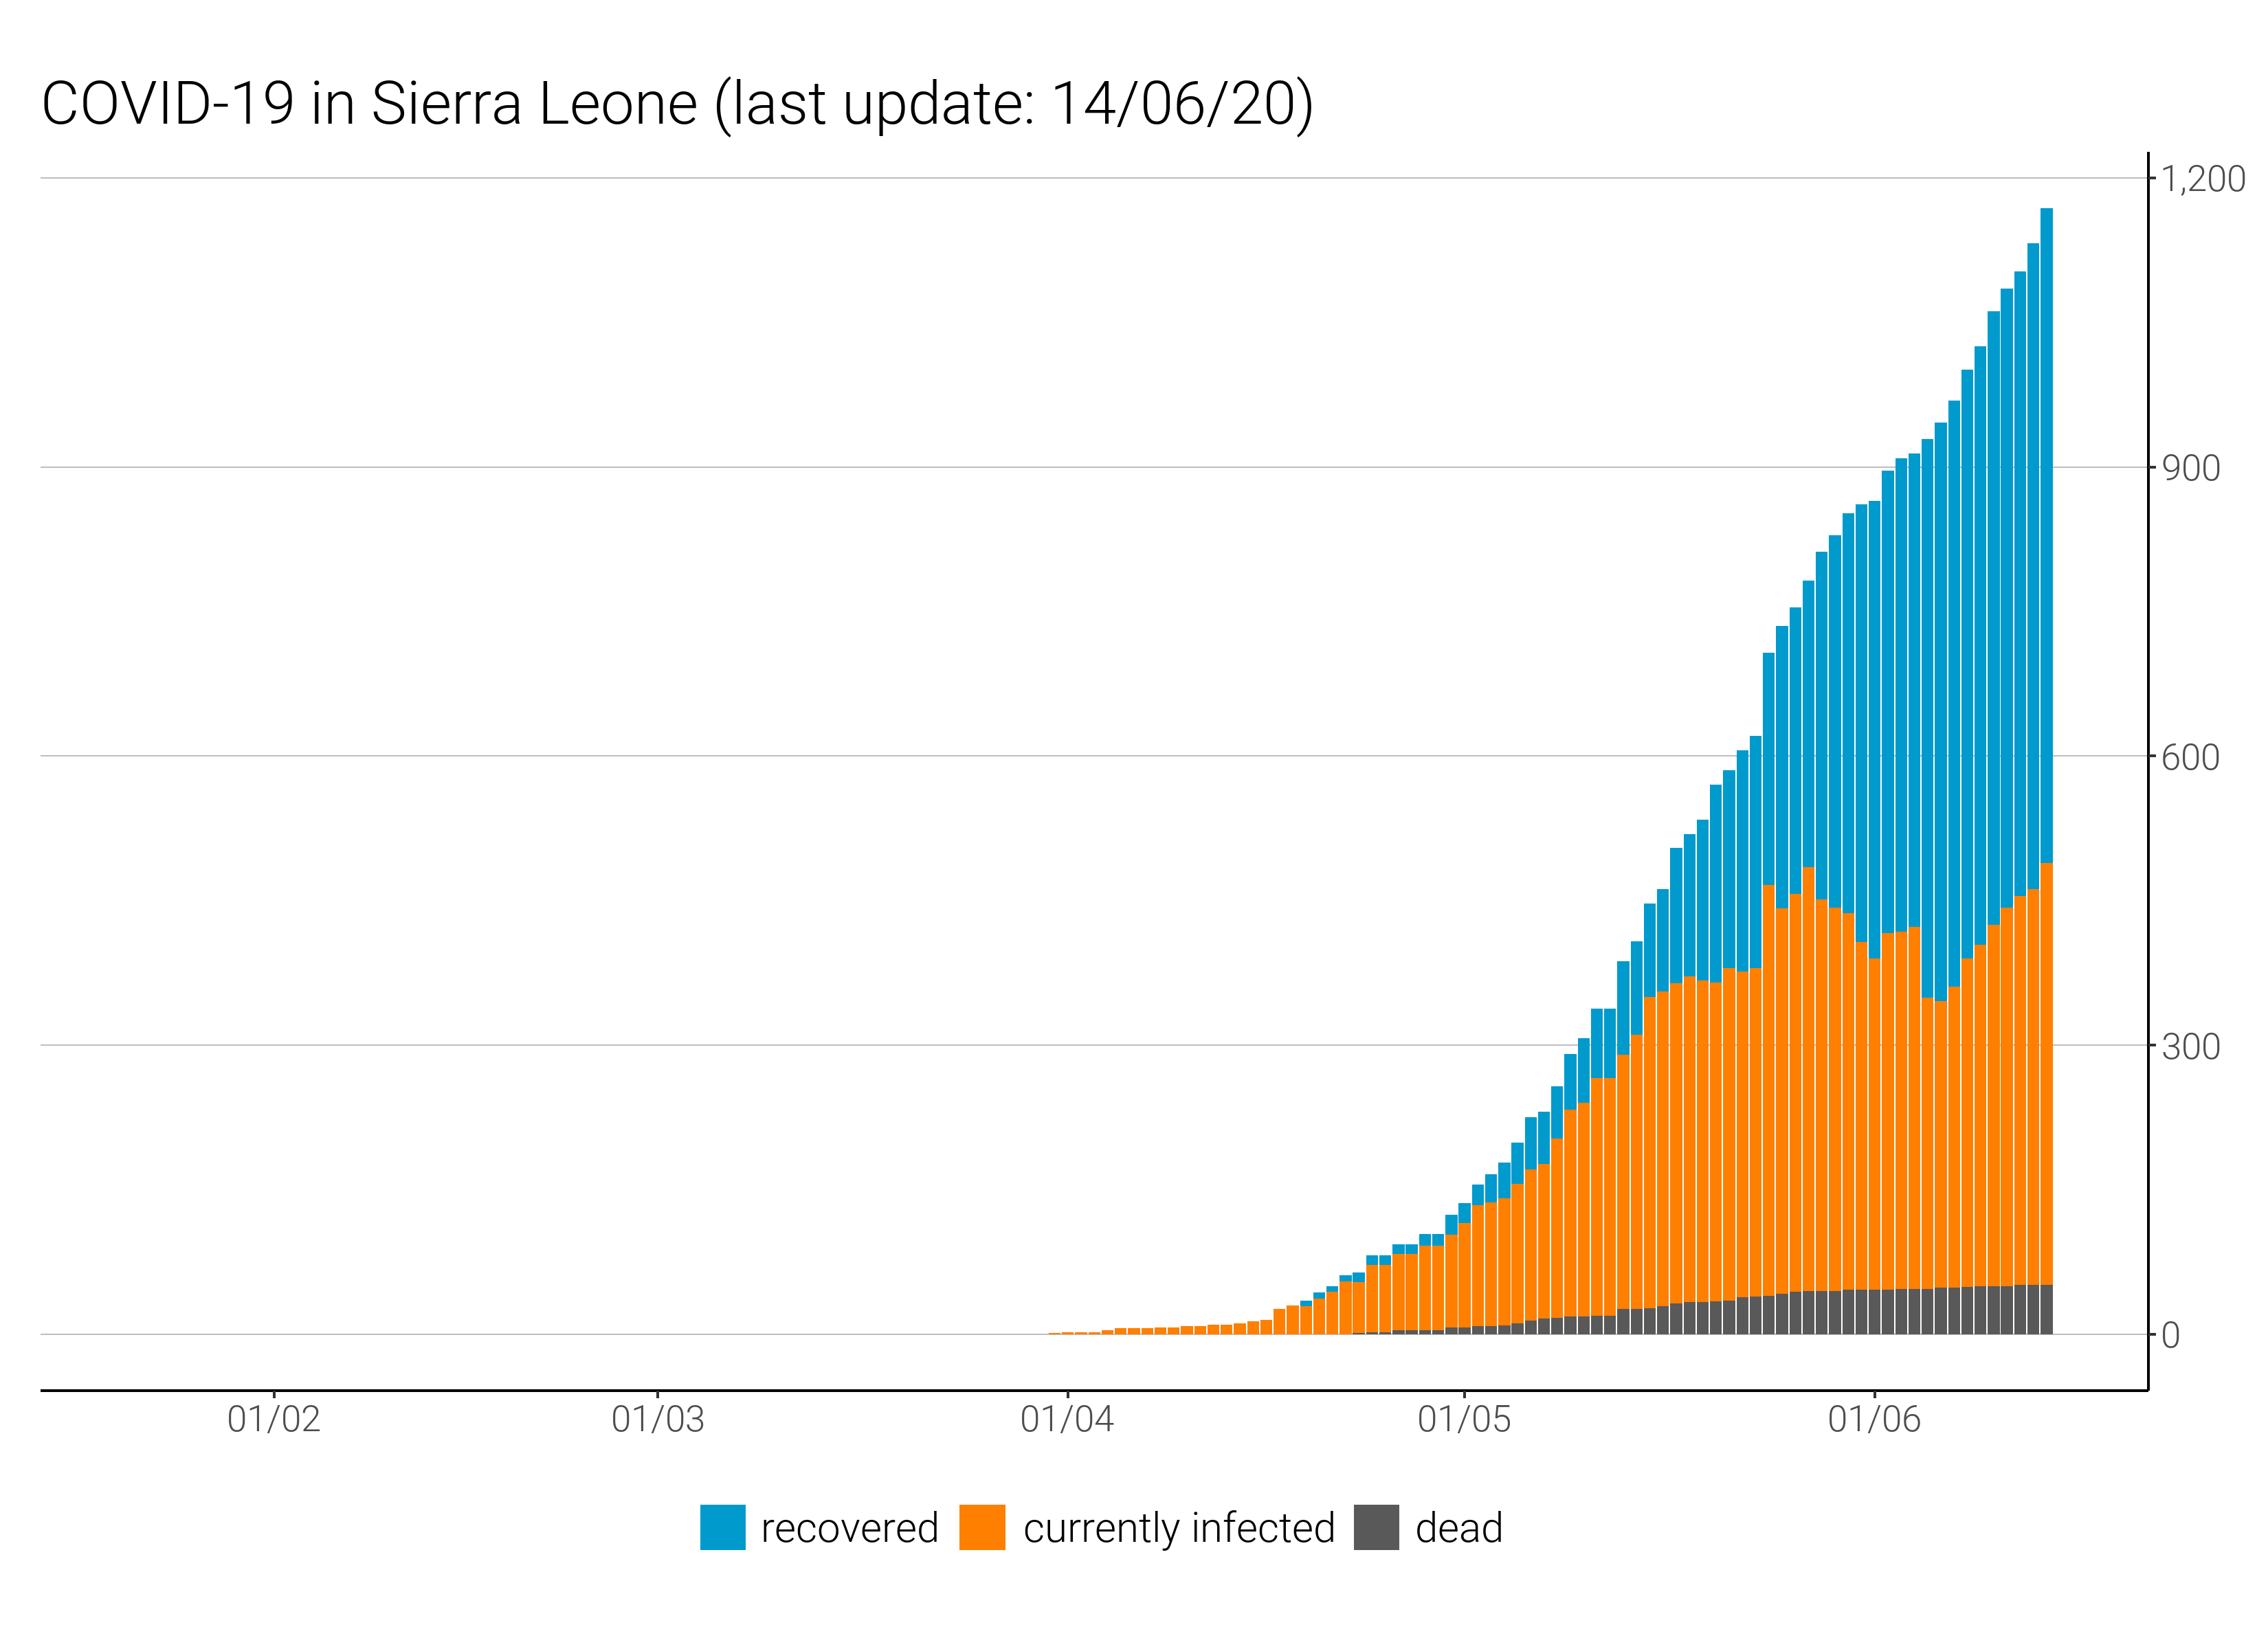 COVID-19 in Sierra Leone (last update: 14/06/20)
1,200
900
600
300
0
01/02 01/03 01/04 01/05 01/06
recovered currently infected dead